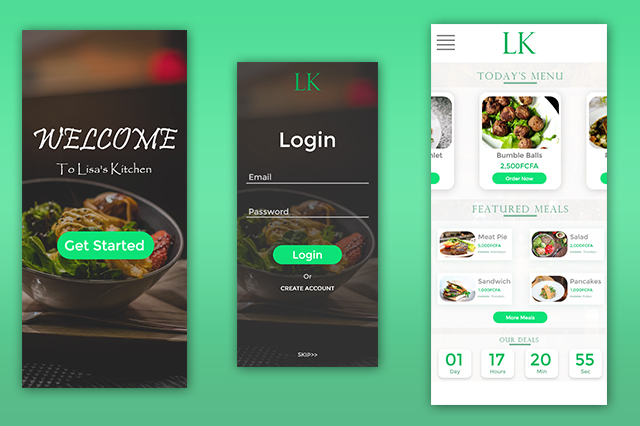 WELCOME
To Lisa's Kitchen
Get Started
LK
Login
Email
Password
Login
Or
CREATE ACCOUNT
SKIP>>
LK
TODAY'S MENU
Bumble Balls
2,500FCFA
Order Now
FEATURED MEALS
Meat Pie
5,000FCFA
Salad
2,000FCFA
Sandwich
1,000FCFA
Pancakes
1,000FCFA
More Meals
OUR DEALS
01 17 20 55
Day Hours Min Sec